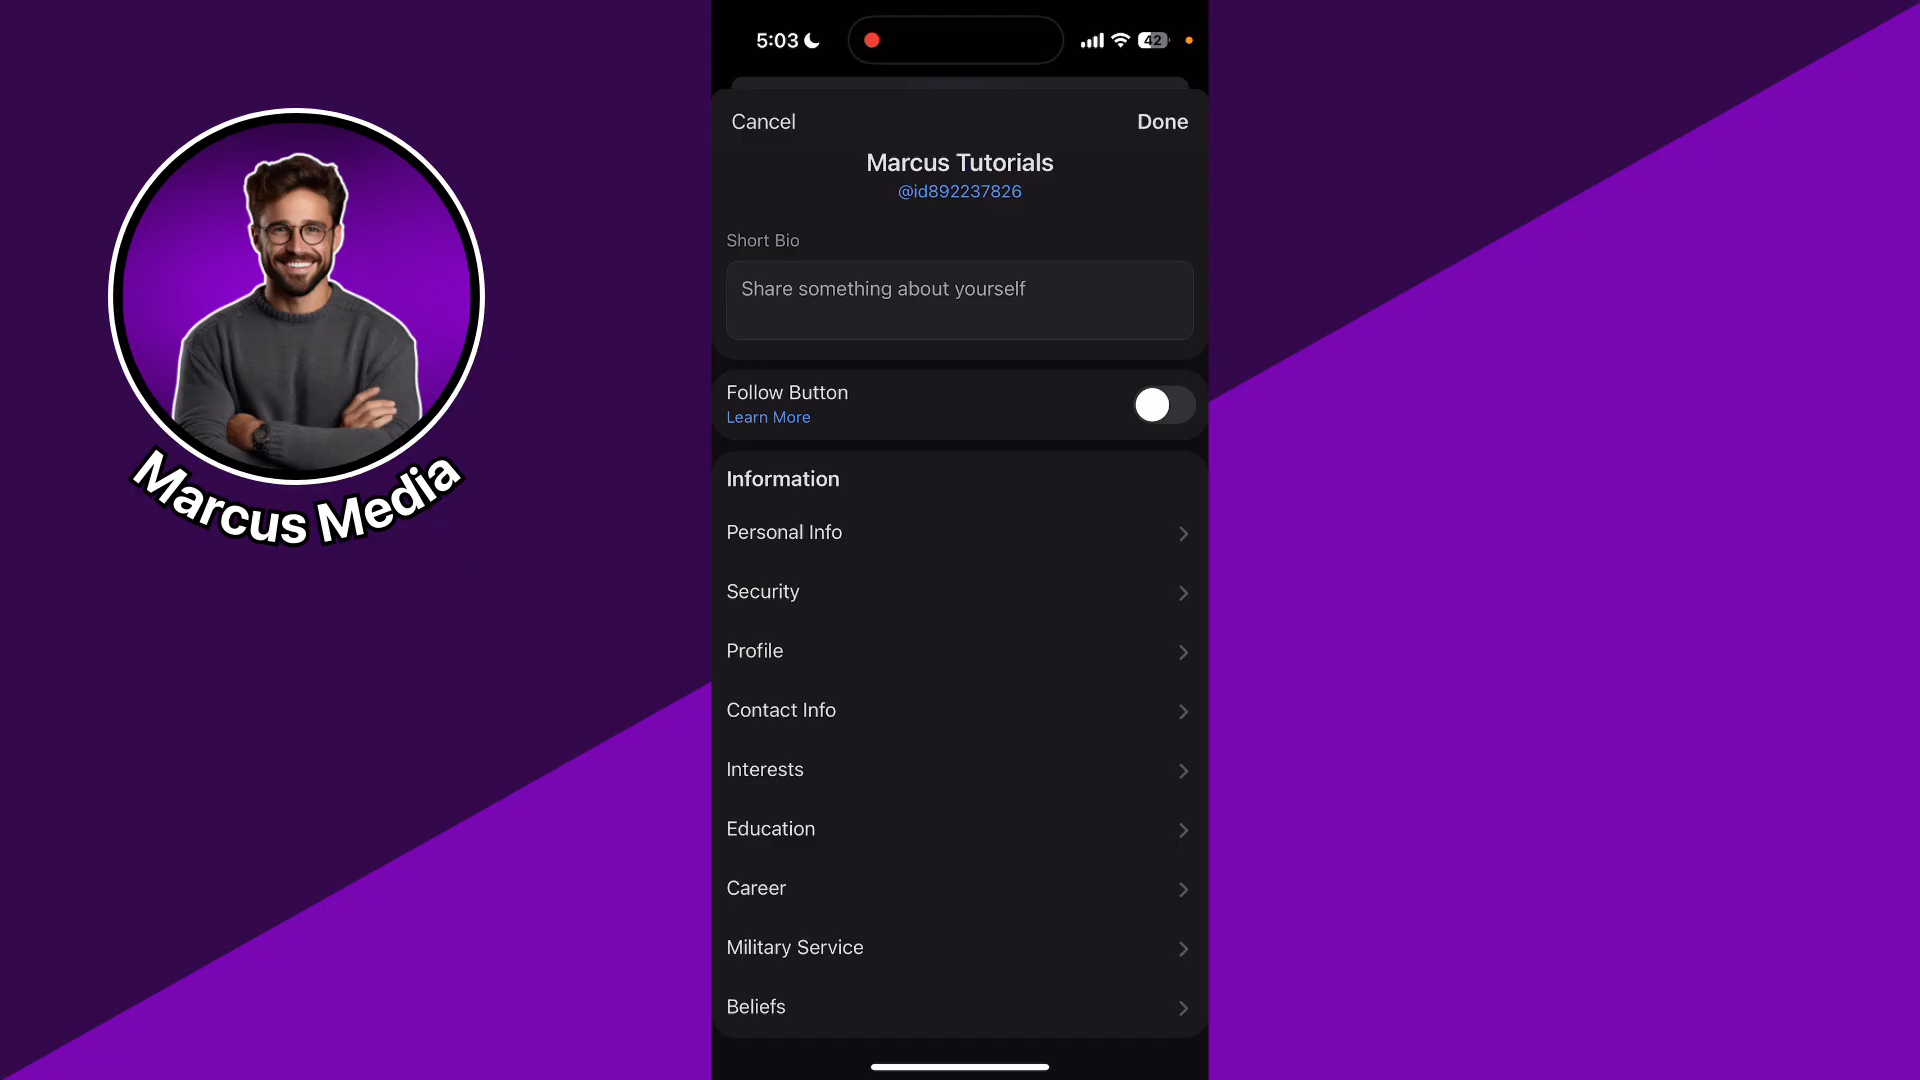 5:03
42
Cancel
Done
Marcus Tutorials
@id892237826
Short Bio
Share something about yourself
Follow Button
Learn More
Information
Personal Info
Security
Profile
Contact Info
Interests
Education
Career
Military Service
Beliefs
Marcus Media